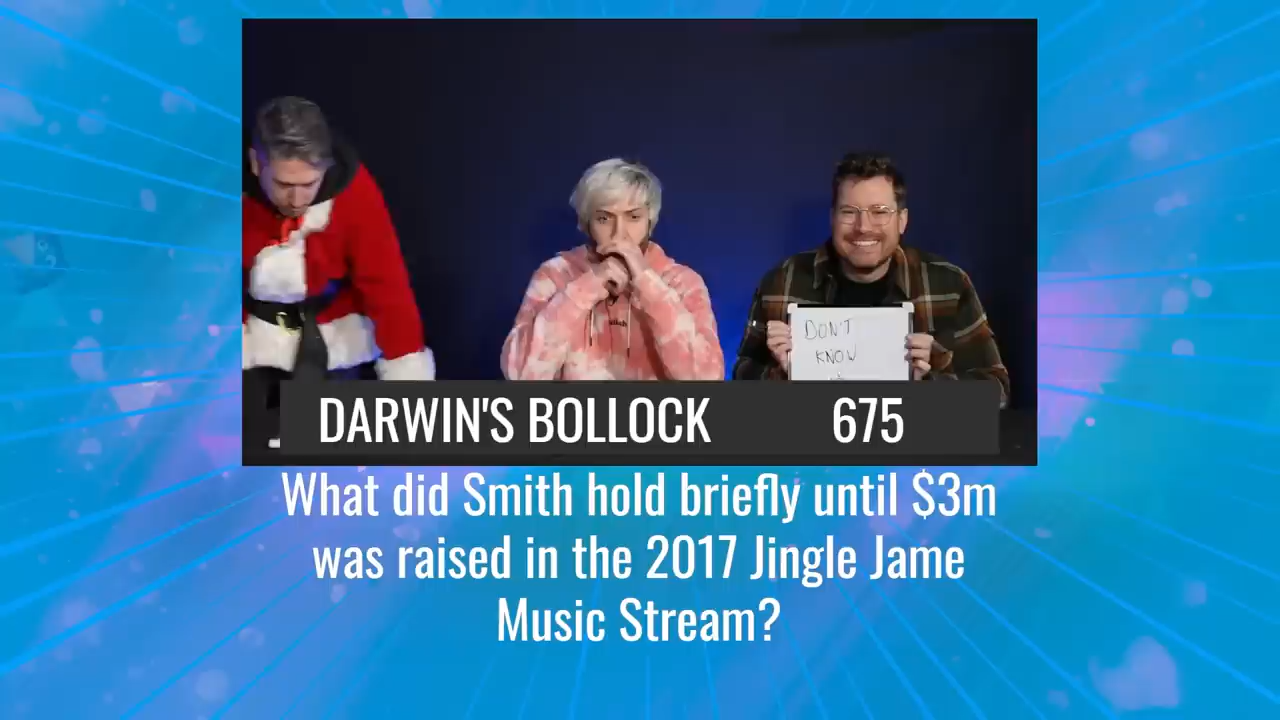 DON'T
KNOW
DARWIN'S BOLLOCK 675
What did Smith hold briefly until $3m
was raised in the 2017 Jingle Jame
Music Stream?